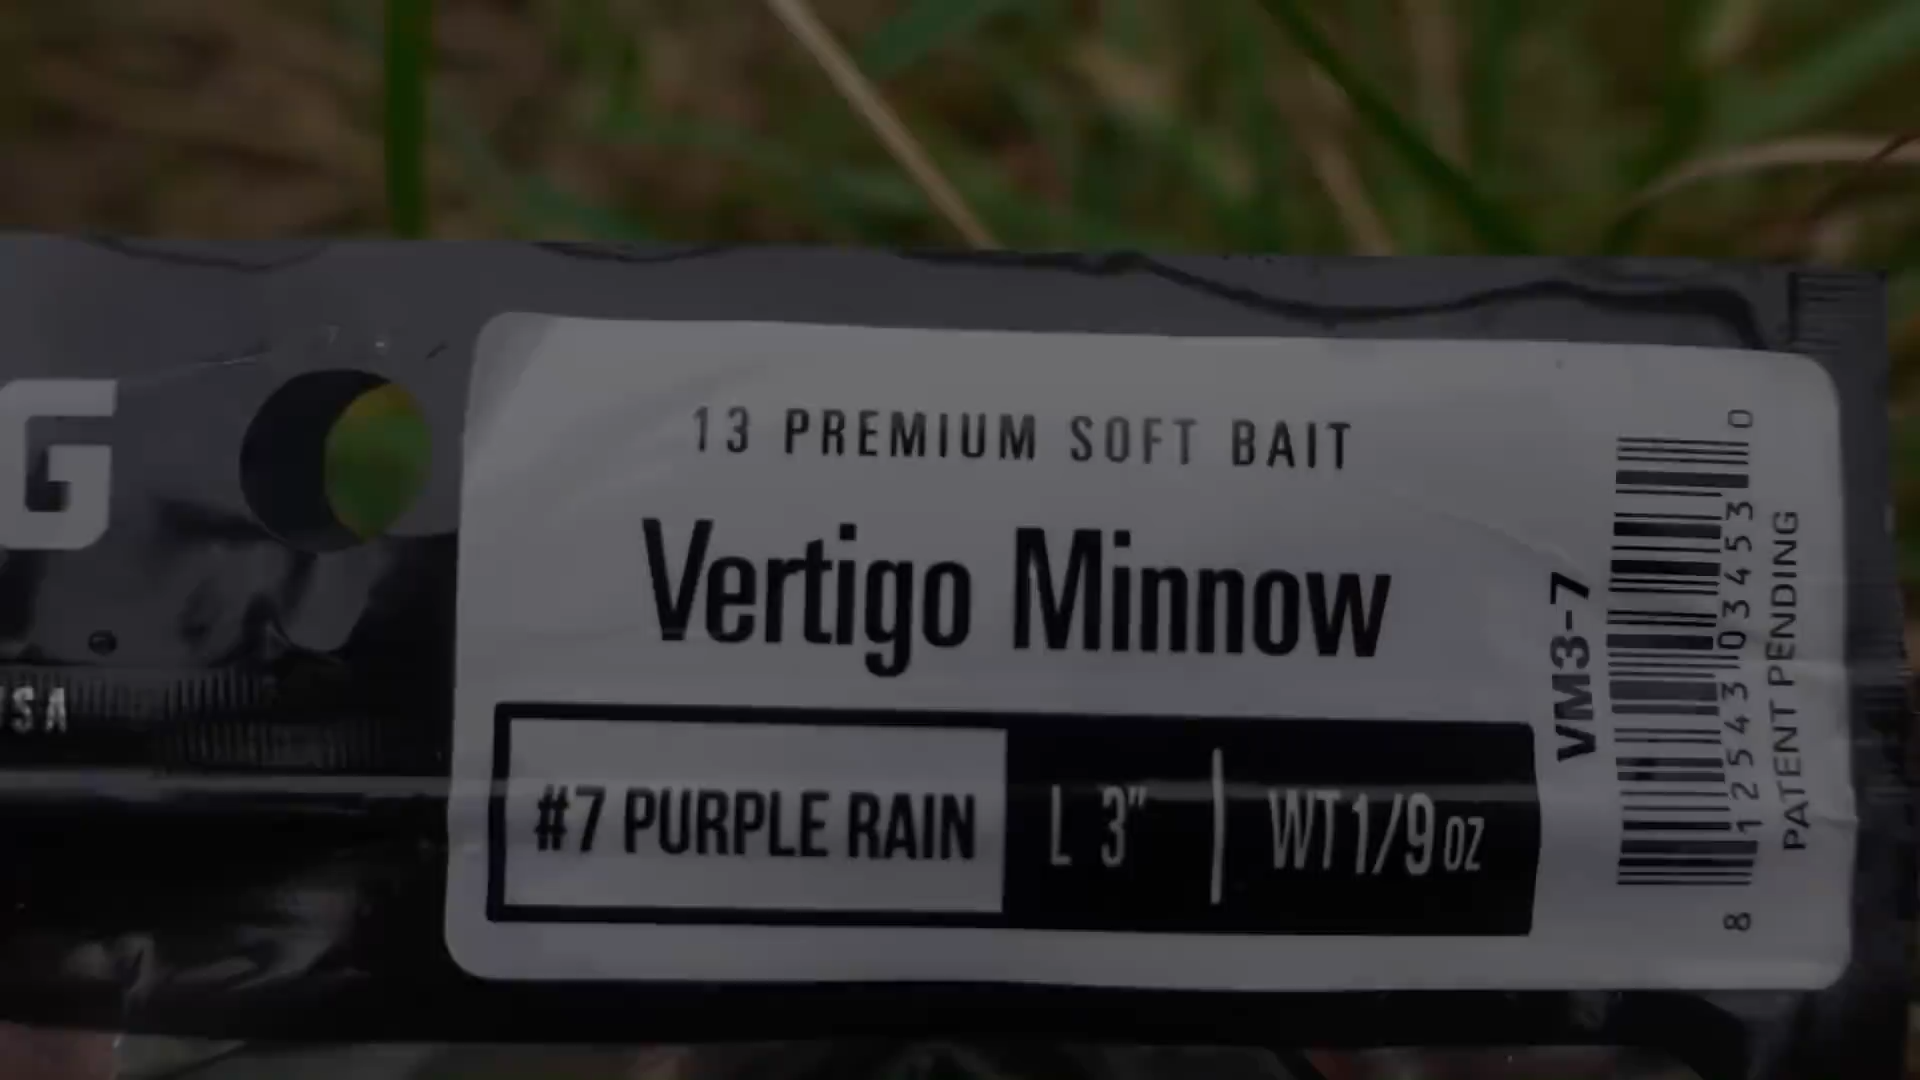 G
USA
13 PREMIUM SOFT BAIT
Vertigo Minnow
#7 PURPLE RAIN
L 3" | WT 1/9 OZ
VM3-7
8 12543 03453 0
PATENT PENDING